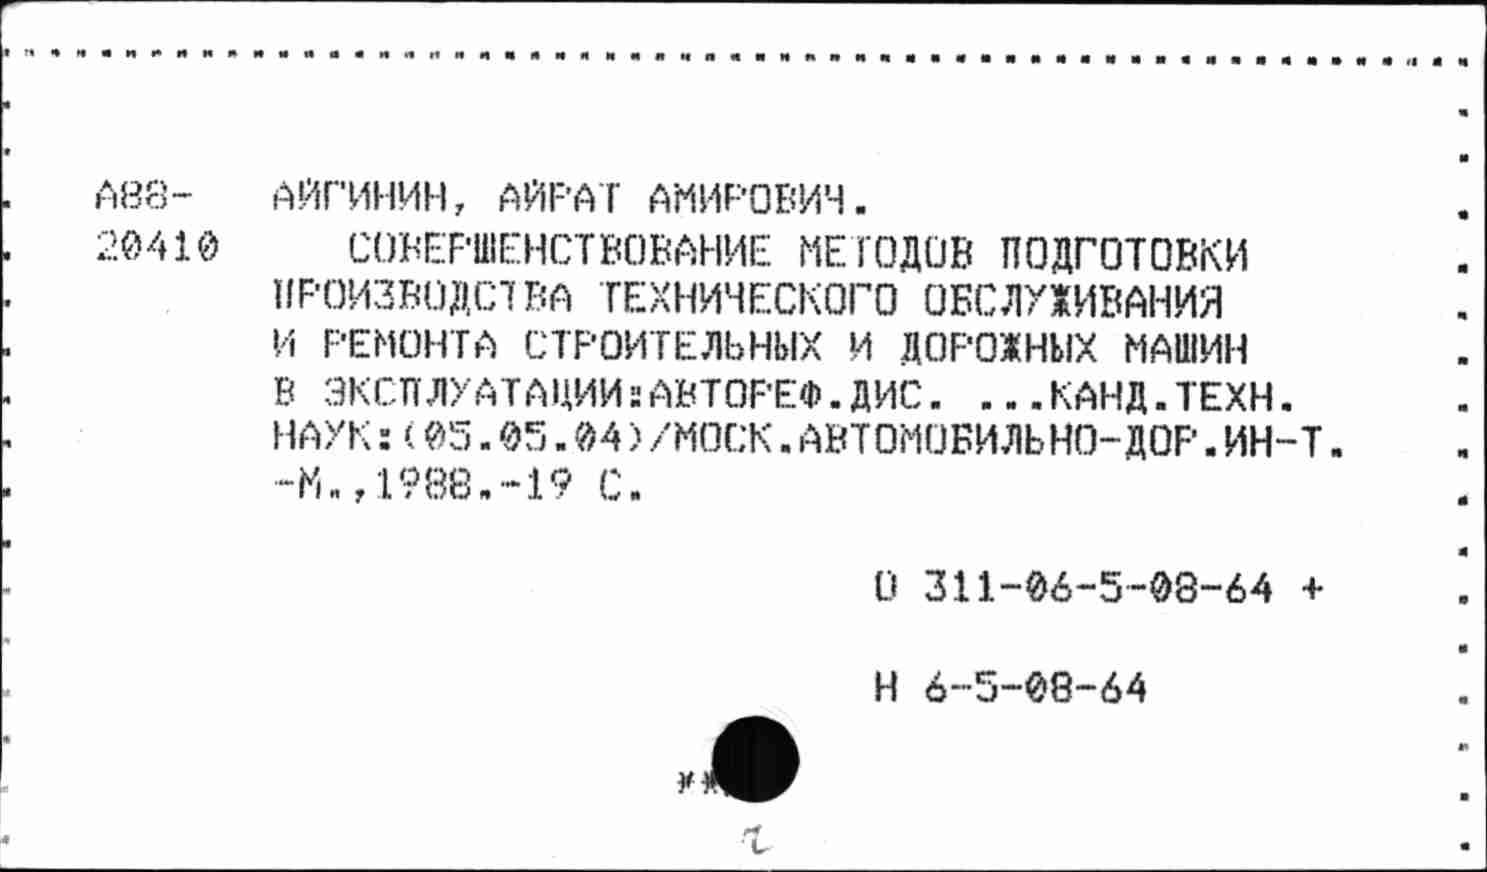 А88- АЙГИНИН, АЙРАТ АМИРОВИЧ.
20410 СОВЕРШЕНСТВОВАНИЕ МЕТОДОВ ПОДГОТОВКИ
ПРОИЗВОДСТВА ТЕХНИЧЕСКОГО ОБСЛУЖИВАНИЯ
И РЕМОНТА СТРОИТЕЛЬНЫХ И ДОРОЖНЫХ МАШИН
В ЭКСПЛУАТАЦИИ:АВТОРЕФ.ДИС. ...КАНД.ТЕХН.
НАУК:(05.05.04)/МОСК.АВТОМОБИЛЬНО-ДОР.ИН-Т.
-М.,1988.-19 С.
О 311-06-5-08-64 +
Н 6-5-08-64
**